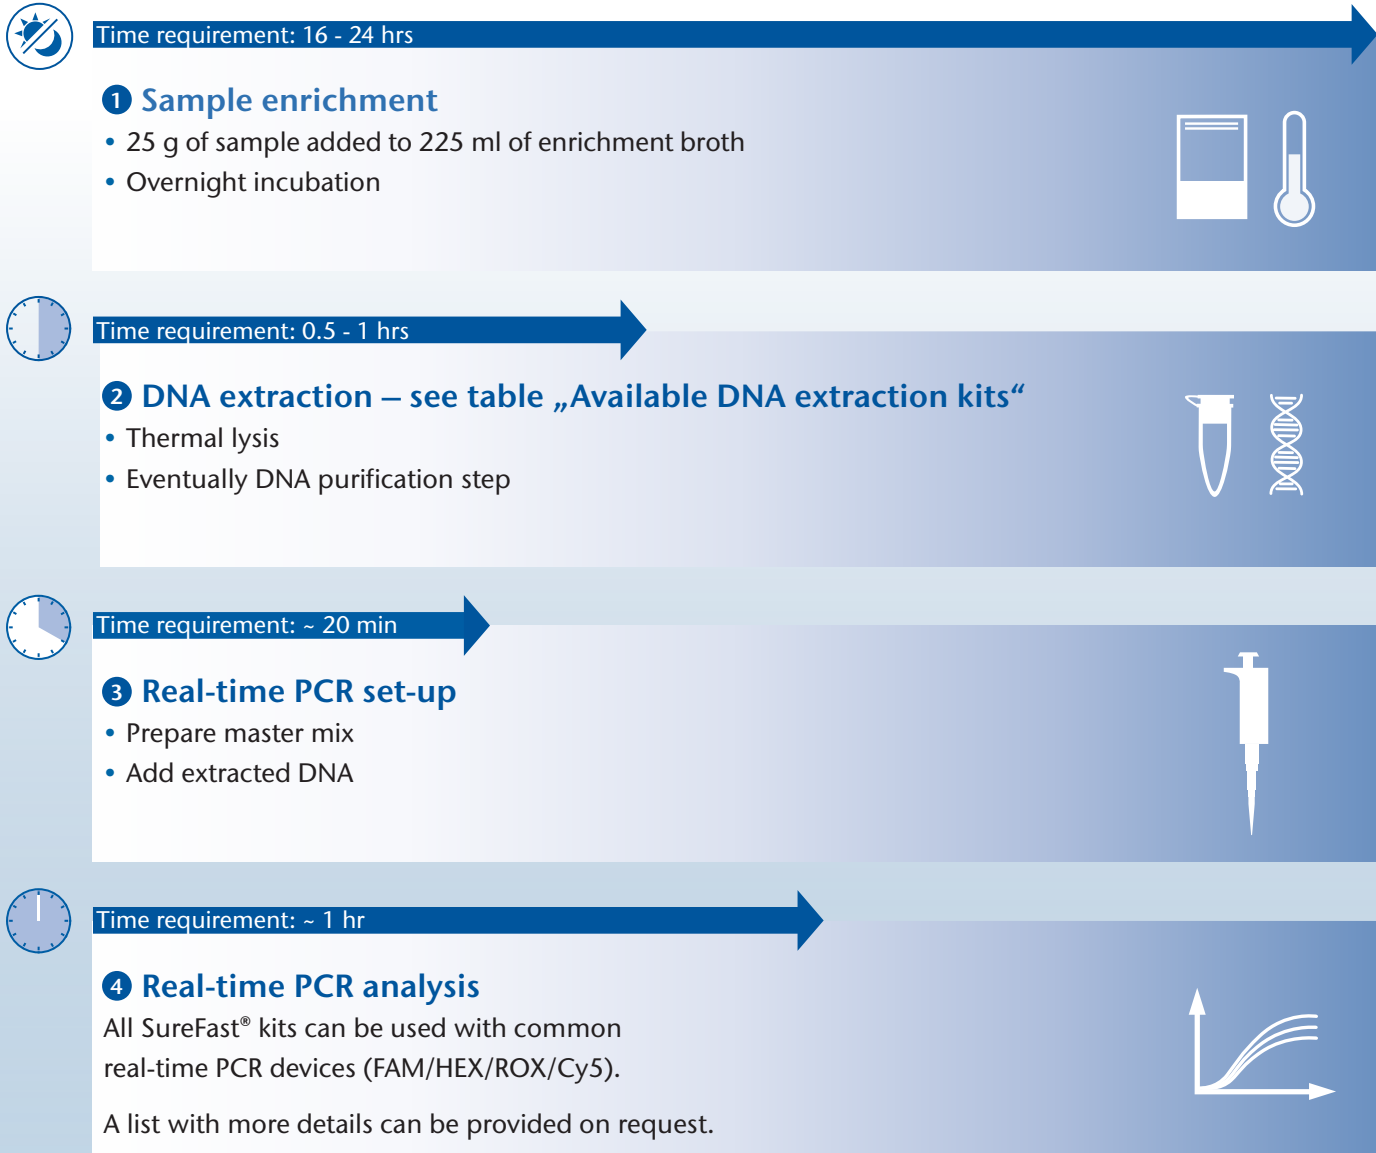 Time requirement: 16 - 24 hrs
1 Sample enrichment
• 25 g of sample added to 225 ml of enrichment broth
• Overnight incubation
Time requirement: 0.5 - 1 hrs
2 DNA extraction – see table „Available DNA extraction kits“
• Thermal lysis
• Eventually DNA purification step
Time requirement: ~ 20 min
3 Real-time PCR set-up
• Prepare master mix
• Add extracted DNA
Time requirement: ~ 1 hr
4 Real-time PCR analysis
All SureFast® kits can be used with common
real-time PCR devices (FAM/HEX/ROX/Cy5).
A list with more details can be provided on request.